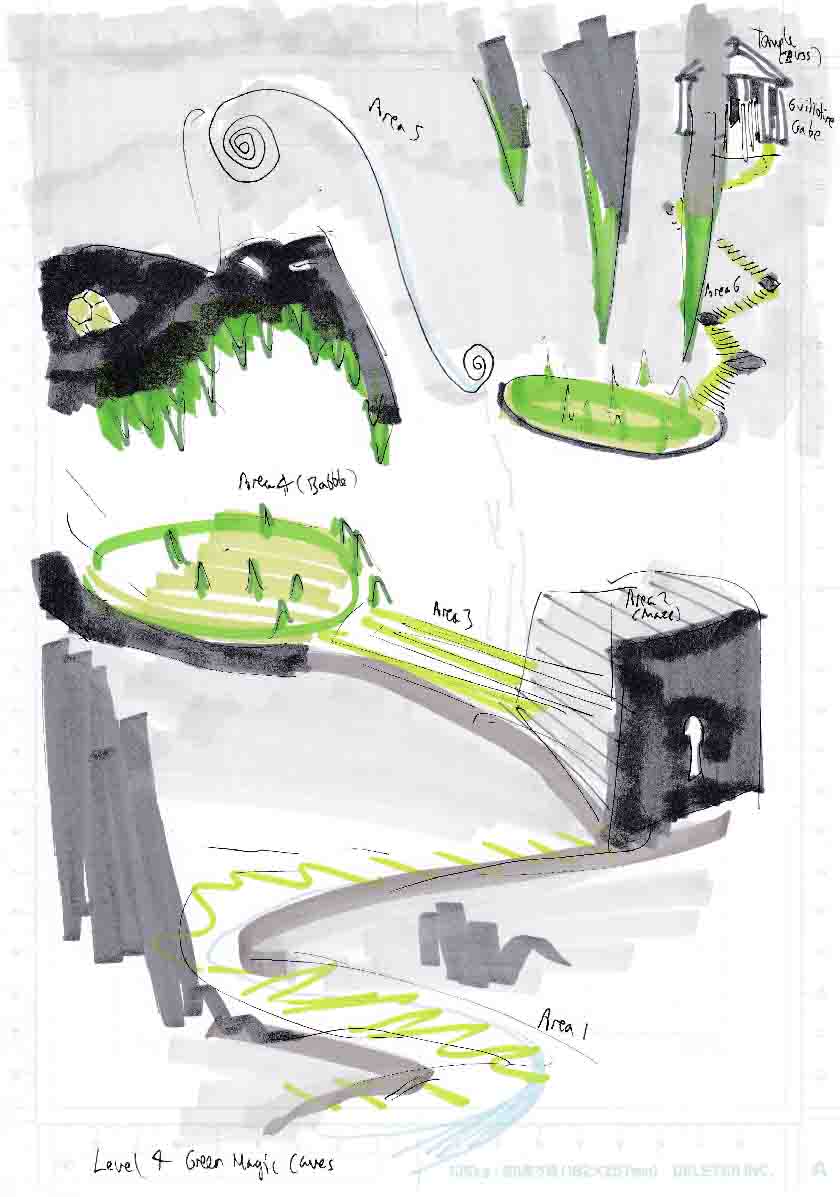 Temple
(Boss)
Guillotine
Gate
Area 5
Area 6
Area 4 (Battle)
Area 3
Area 2
(Maze)
Area 1
Level 4 Green Magic Caves
DELETER INC.
A